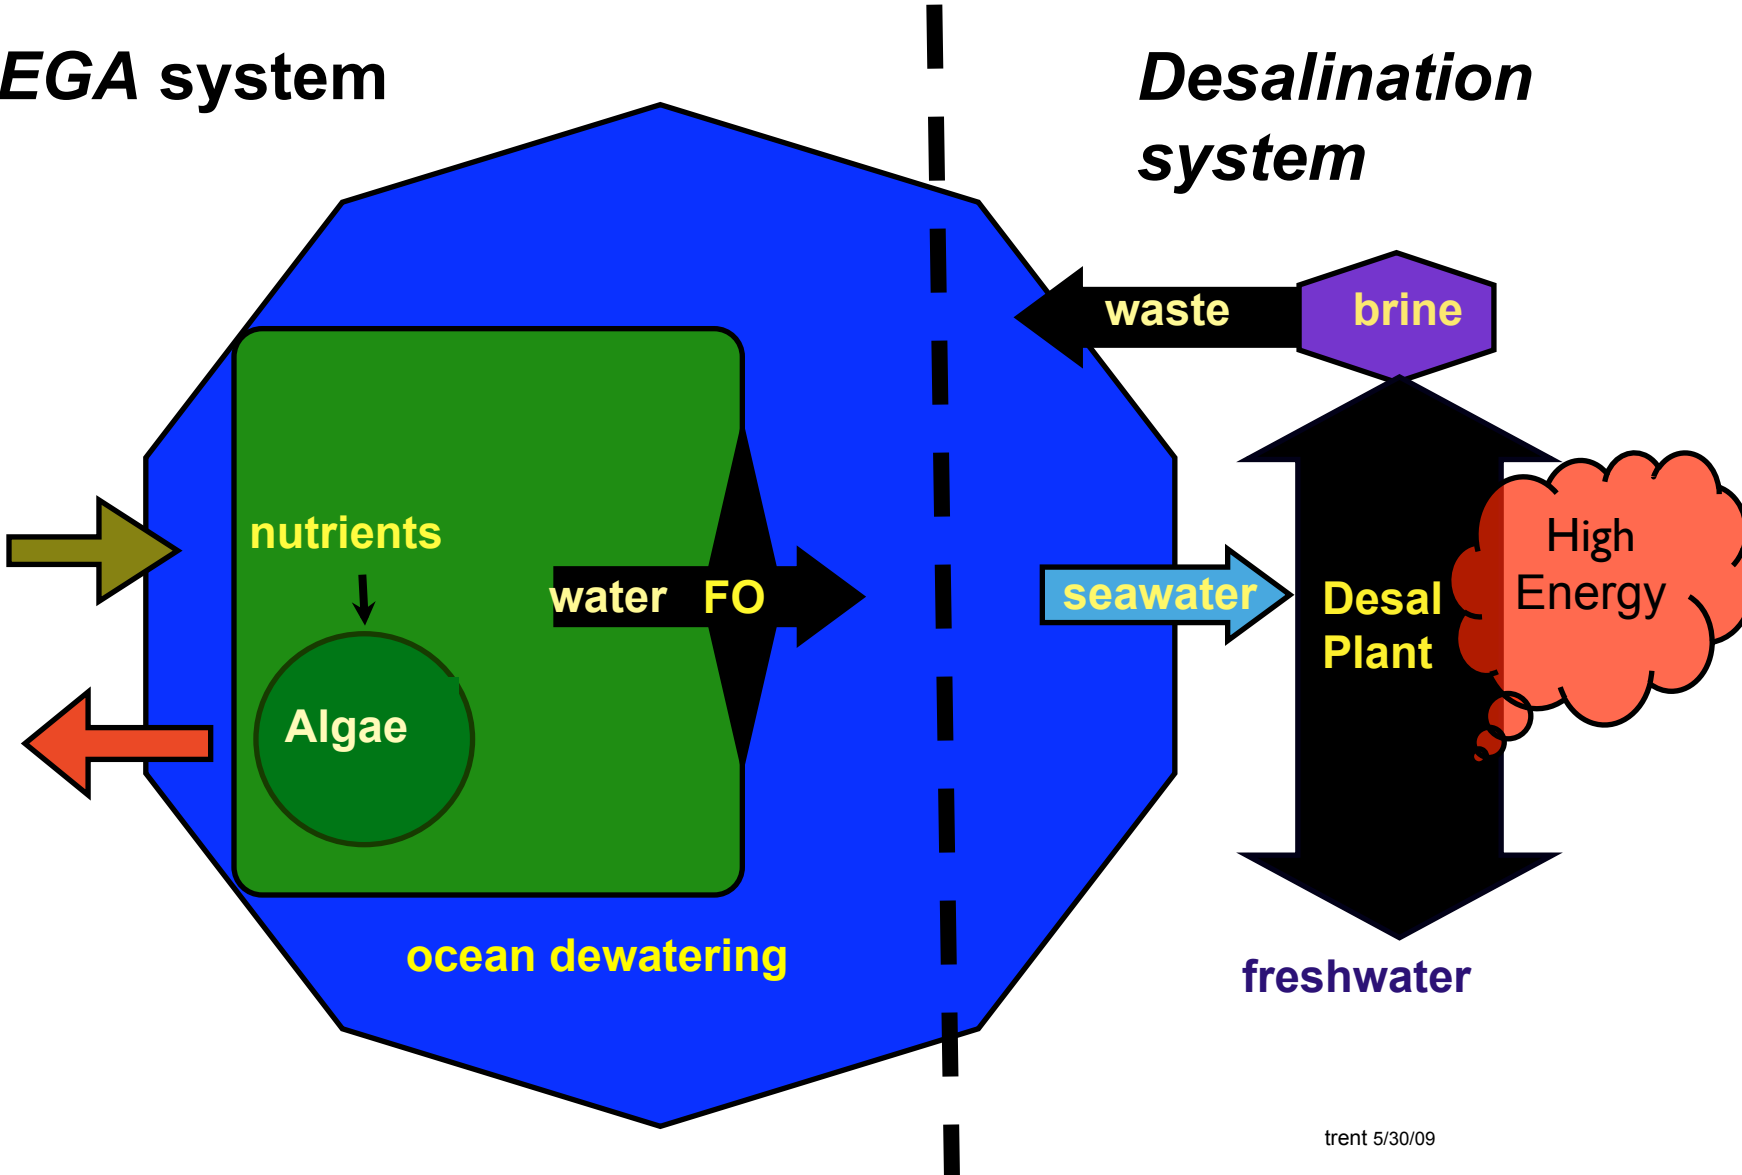 EGA system
Desalination
system
waste
brine
nutrients
High
Energy
water FO
seawater
Desal
Plant
Algae
ocean dewatering
freshwater
trent 5/30/09